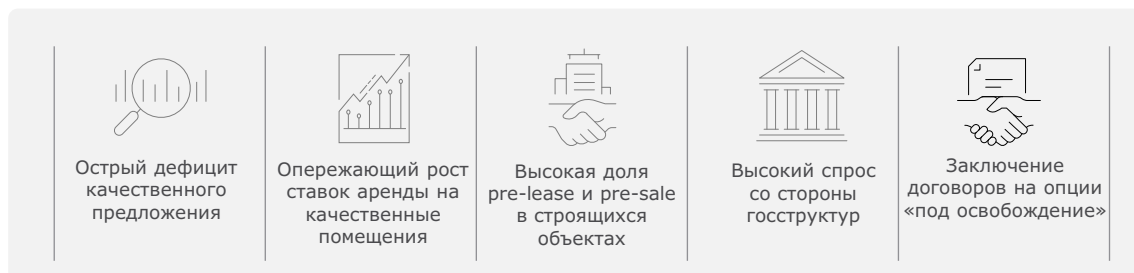 Острый дефицит
качественного
предложения
Опережающий рост
ставок аренды на
качественные
помещения
Высокая доля
pre-lease и pre-sale
в строящихся
объектах
Высокий спрос
со стороны
госструктур
Заключение
договоров на опции
«под освобождение»